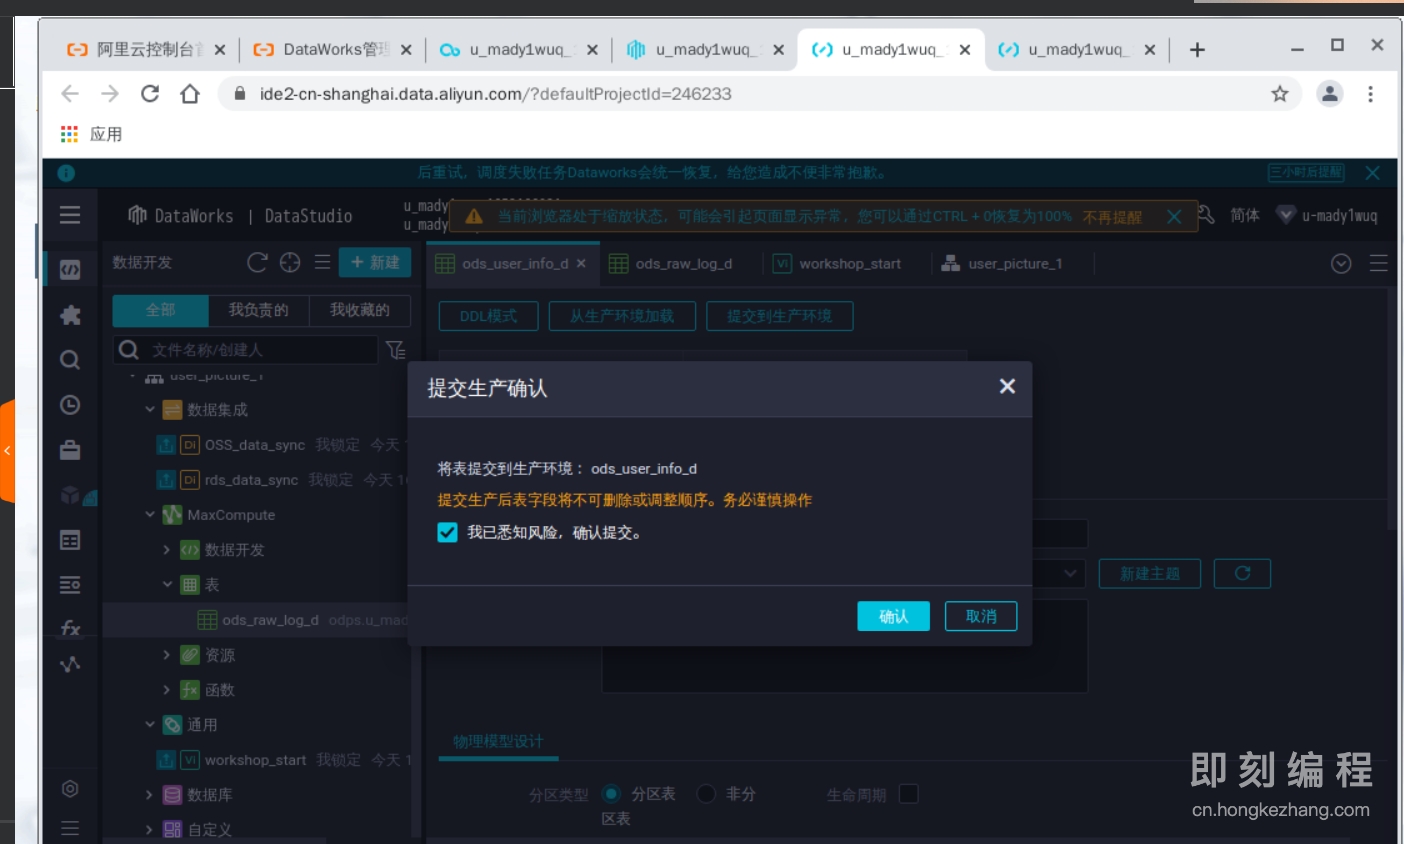 阿里云控制台首
DataWorks管理
u_mady1wuq_
u_mady1wuq_
u_mady1wuq_
u_mady1wuq_
ide2-cn-shanghai.data.aliyun.com/?defaultProjectId=246233
应用
后重试，调度失败任务Dataworks会统一恢复，给您造成不便非常抱歉。
三小时后提醒
DataWorks | DataStudio
u_mady
u_mady
当前浏览器处于缩放状态，可能会引起页面显示异常，您可以通过CTRL + 0恢复为100% 不再提醒
简体
u-mady1wuq
数据开发
+ 新建
ods_user_info_d
ods_raw_log_d
VI workshop_start
user_picture_1
全部
我负责的
我收藏的
DDL模式
从生产环境加载
提交到生产环境
文件名称/创建人
user_picture_1
数据集成
Di OSS_data_sync 我锁定 今天
Di rds_data_sync 我锁定 今天
MaxCompute
数据开发
表
ods_raw_log_d odps.u_mad
资源
fx 函数
通用
VI workshop_start 我锁定 今天 1
数据库
自定义
fx
提交生产确认
将表提交到生产环境： ods_user_info_d
提交生产后表字段将不可删除或调整顺序。务必谨慎操作
我已悉知风险，确认提交。
确认
取消
新建主题
物理模型设计
分区类型
分区表
非分
区表
生命周期
即刻编程
cn.hongkezhang.com